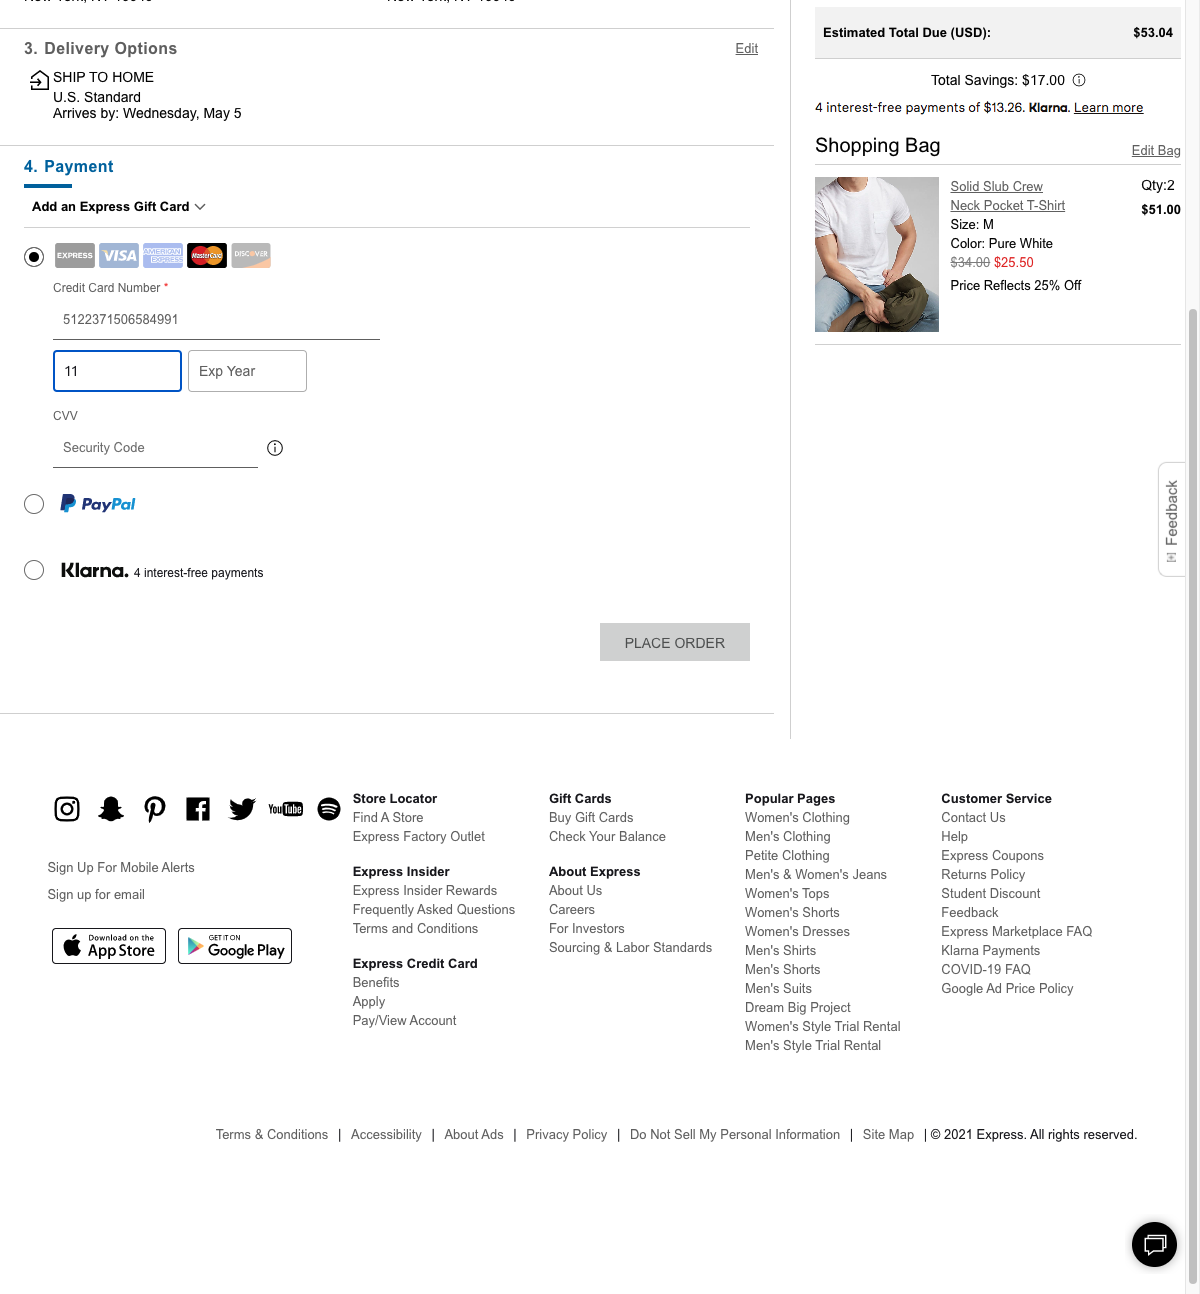 3. Delivery Options
Edit
SHIP TO HOME
U.S. Standard
Arrives by: Wednesday, May 5
4. Payment
Add an Express Gift Card
EXPRESS VISA AMERICAN EXPRESS MasterCard DISCOVER
Credit Card Number *
5122371506584991
11
Exp Year
CVV
Security Code
PayPal
Klarna. 4 interest-free payments
PLACE ORDER
Estimated Total Due (USD): $53.04
Total Savings: $17.00
4 interest-free payments of $13.26. Klarna. Learn more
Shopping Bag
Edit Bag
Solid Slub Crew
Neck Pocket T-Shirt
Size: M
Color: Pure White
$34.00 $25.50
Price Reflects 25% Off
Qty:2
$51.00
Feedback
YouTube
Sign Up For Mobile Alerts
Sign up for email
Download on the
App Store
GET IT ON
Google Play
Store Locator
Find A Store
Express Factory Outlet
Express Insider
Express Insider Rewards
Frequently Asked Questions
Terms and Conditions
Express Credit Card
Benefits
Apply
Pay/View Account
Gift Cards
Buy Gift Cards
Check Your Balance
About Express
About Us
Careers
For Investors
Sourcing & Labor Standards
Popular Pages
Women's Clothing
Men's Clothing
Petite Clothing
Men's & Women's Jeans
Women's Tops
Women's Shorts
Women's Dresses
Men's Shirts
Men's Shorts
Men's Suits
Dream Big Project
Women's Style Trial Rental
Men's Style Trial Rental
Customer Service
Contact Us
Help
Express Coupons
Returns Policy
Student Discount
Feedback
Express Marketplace FAQ
Klarna Payments
COVID-19 FAQ
Google Ad Price Policy
Terms & Conditions | Accessibility | About Ads | Privacy Policy | Do Not Sell My Personal Information | Site Map | © 2021 Express. All rights reserved.